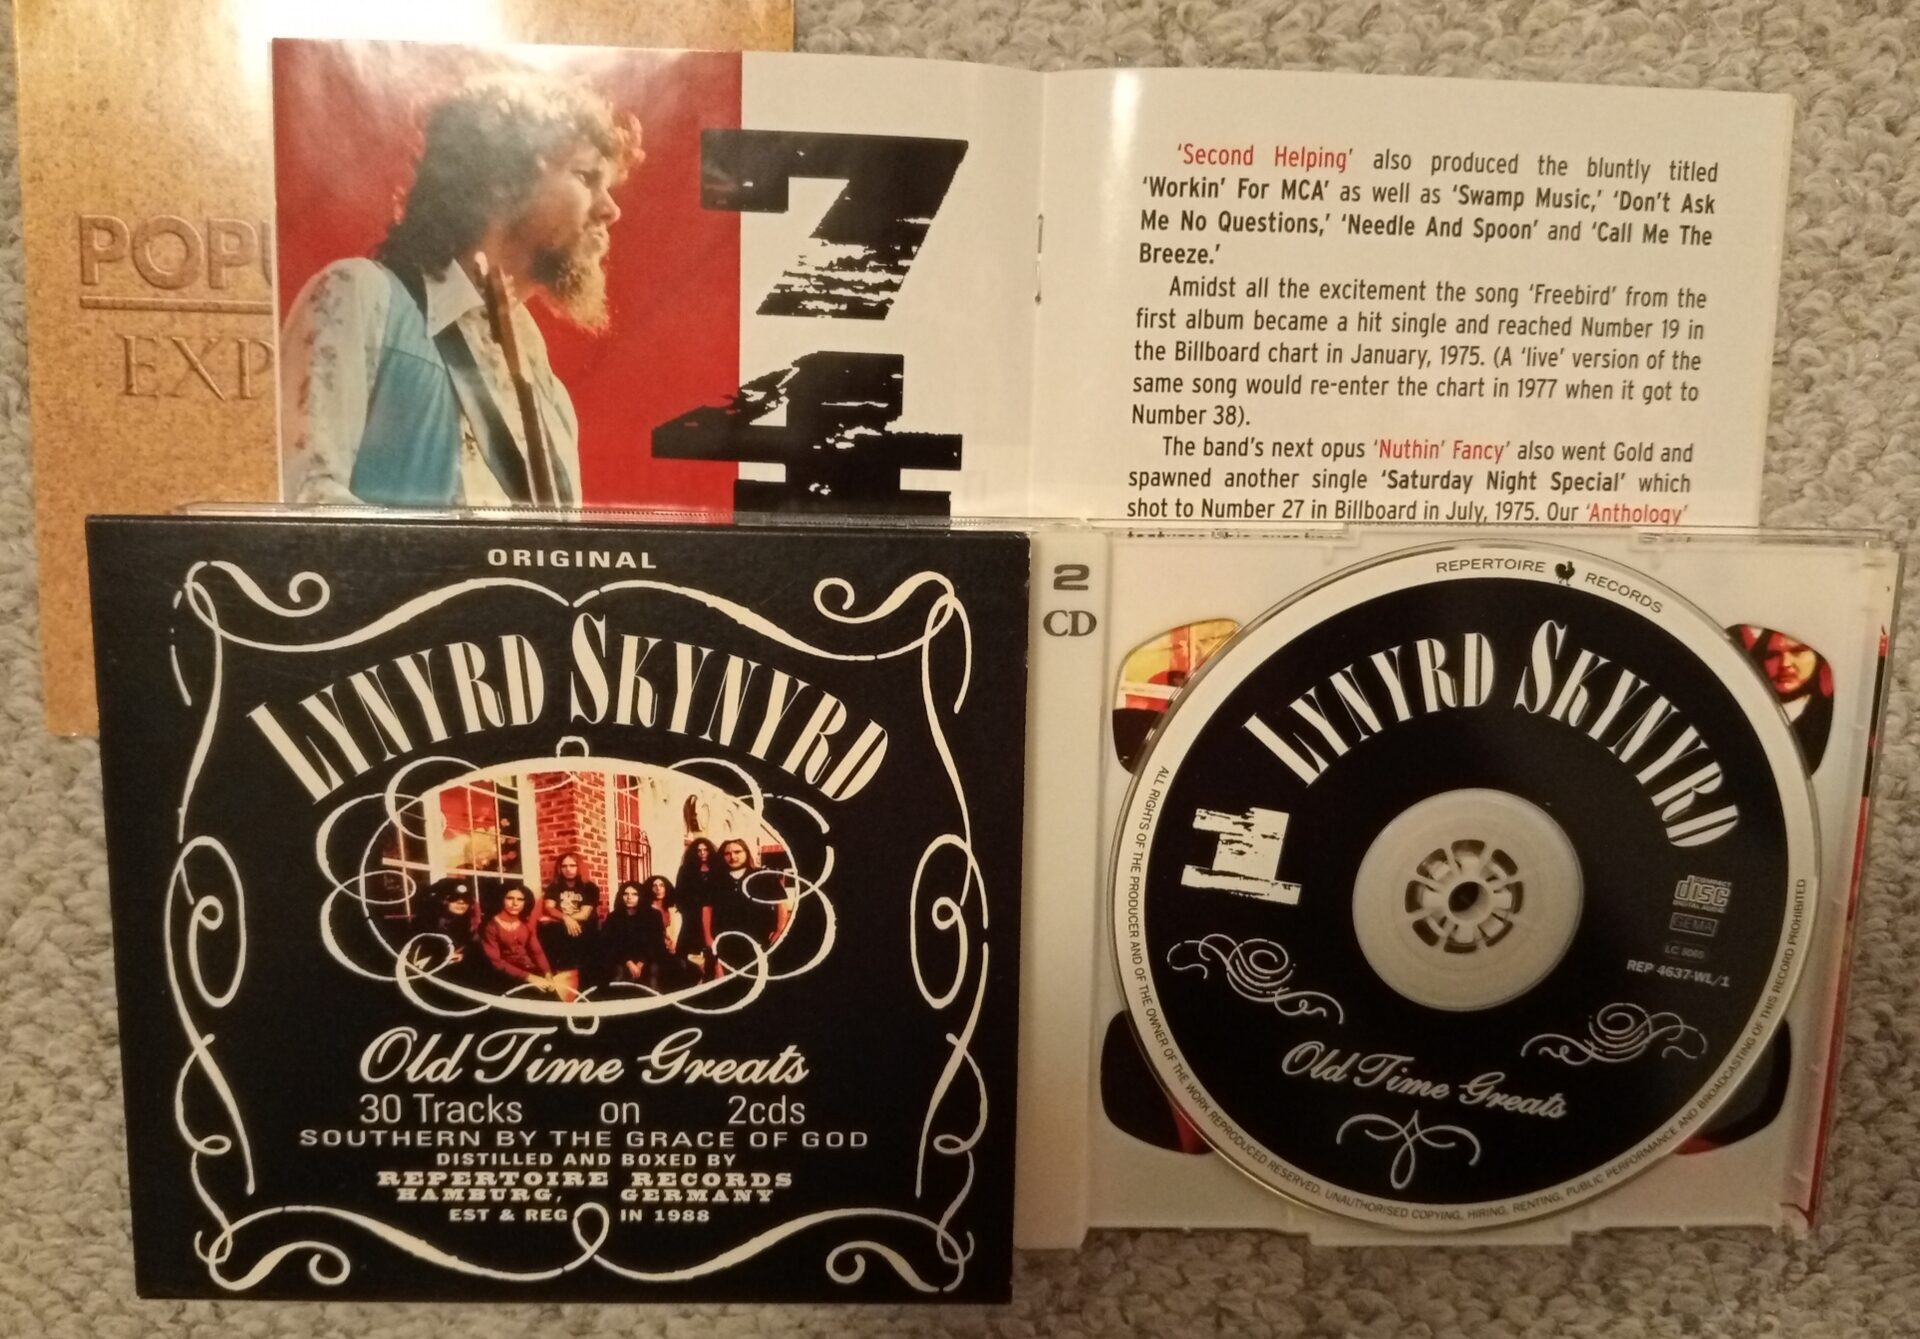 POPU
EXP
74
'Second Helping' also produced the bluntly titled
'Workin' For MCA' as well as 'Swamp Music,' 'Don't Ask
Me No Questions,' 'Needle And Spoon' and 'Call Me The
Breeze.'
Amidst all the excitement the song 'Freebird' from the
first album became a hit single and reached Number 19 in
the Billboard chart in January, 1975. (A 'live' version of the
same song would re-enter the chart in 1977 when it got to
Number 38).
The band's next opus 'Nuthin' Fancy' also went Gold and
spawned another single 'Saturday Night Special' which
shot to Number 27 in Billboard in July, 1975. Our 'Anthology'
ORIGINAL
LYNYRD SKYNYRD
Old Time Greats
30 Tracks on 2cds
SOUTHERN BY THE GRACE OF GOD
DISTILLED AND BOXED BY
REPERTOIRE RECORDS
HAMBURG, GERMANY
EST & REG IN 1988
2
CD
REPERTOIRE RECORDS
LYNYRD SKYNYRD
1
COMPACT
disc
DIGITAL AUDIO
GEMA
REP 4637-WL/1
Old Time Greats
ALL RIGHTS OF THE PRODUCER AND OF THE OWNER OF THE WORK REPRODUCED RESERVED. UNAUTHORISED COPYING, HIRING, RENTING, PUBLIC PERFORMANCE AND BROADCASTING OF THIS RECORD PROHIBITED